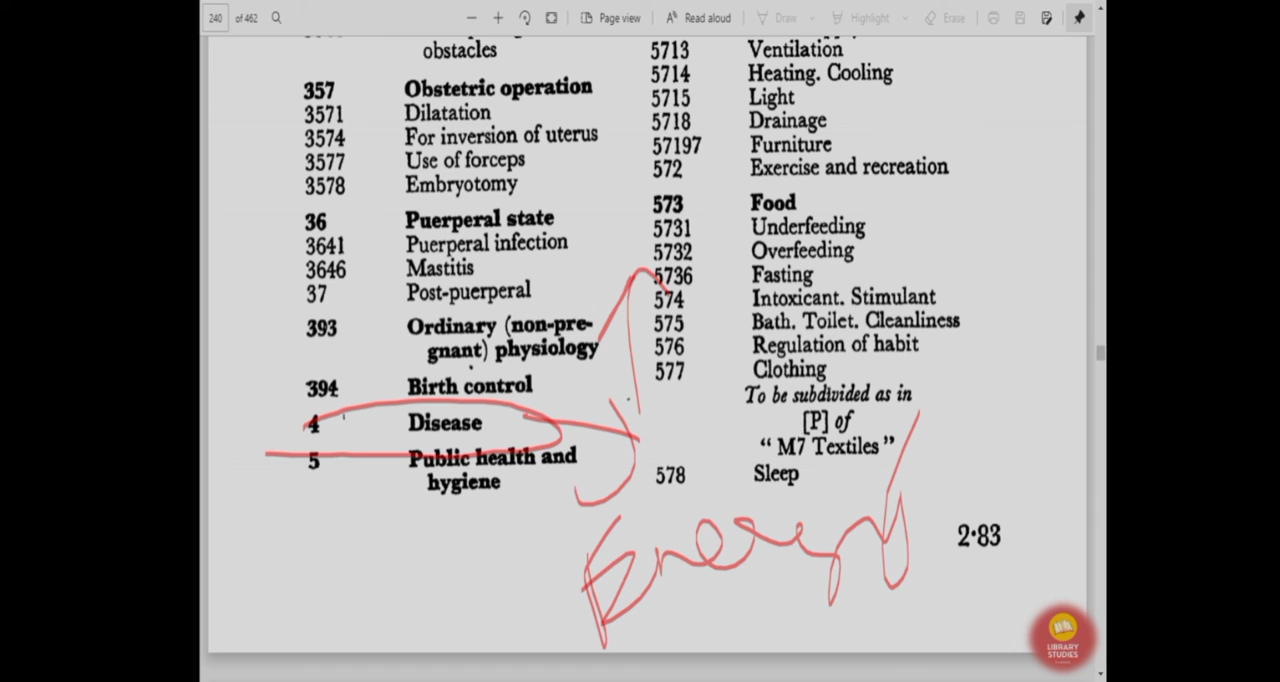 240 of 462 Page view Read aloud Draw Highlight Erase
obstacles
357 Obstetric operation
3571 Dilatation
3574 For inversion of uterus
3577 Use of forceps
3578 Embryotomy
36 Puerperal state
3641 Puerperal infection
3646 Mastitis
37 Post-puerperal
393 Ordinary (non-pre-
gnant) physiology
394 Birth control
4 Disease
5 Public health and
hygiene
5713 Ventilation
5714 Heating. Cooling
5715 Light
5718 Drainage
57197 Furniture
572 Exercise and recreation
573 Food
5731 Underfeeding
5732 Overfeeding
5736 Fasting
574 Intoxicant. Stimulant
575 Bath. Toilet. Cleanliness
576 Regulation of habit
577 Clothing
To be subdivided as in
[P] of
“ M7 Textiles ”
578 Sleep
Energy
2·83
LIBRARY
STUDIES